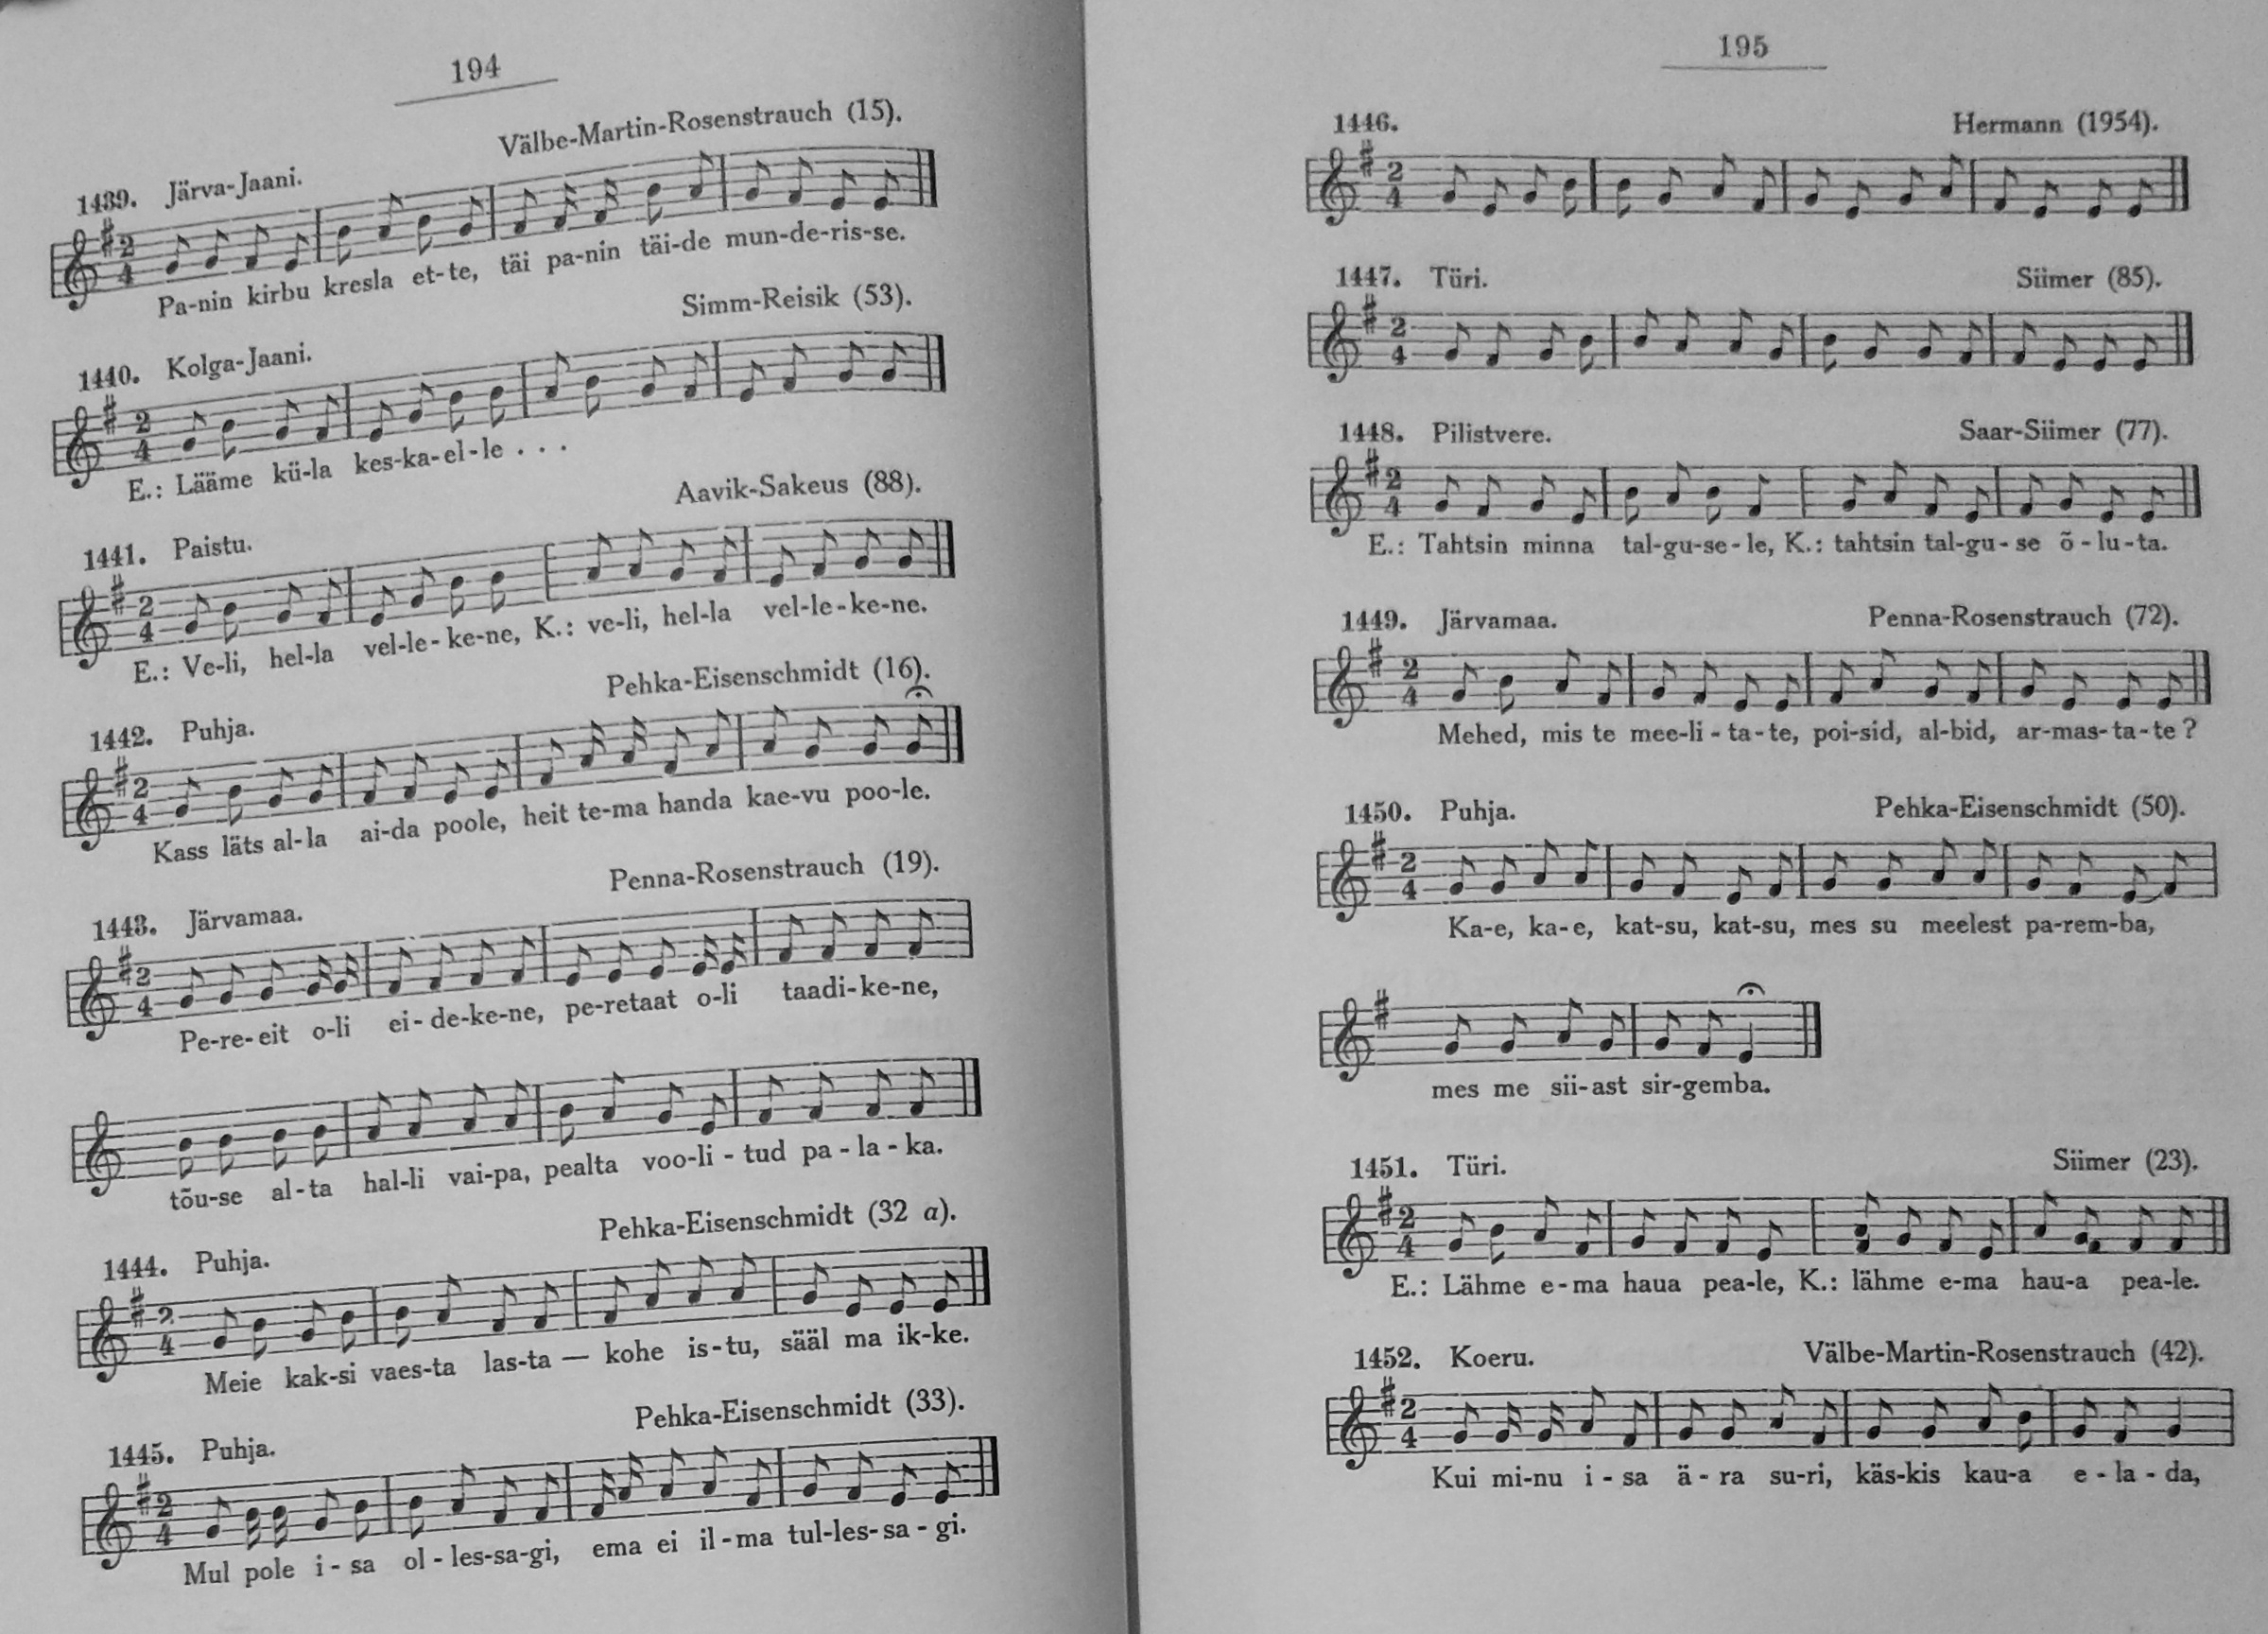 194
Välbe-Martin-Rosenstrauch (15).
1439. Järva-Jaani.
2
4
Pa-nin kirbu kresla et-te, täi pa-nin täi-de mun-de-ris-se.
Simm-Reisik (53).
1440. Kolga-Jaani.
2
4
E.: Lääme kü-la kes-ka-el-le . . .
Aavik-Sakeus (88).
1441. Paistu.
2
4
E.: Ve-li, hel-la vel-le-ke-ne, K.: ve-li, hel-la vel-le-ke-ne.
Pehka-Eisenschmidt (16).
1442. Puhja.
2
4
Kass läts al-la ai-da poole, heit te-ma handa kae-vu poo-le.
Penna-Rosenstrauch (19).
1443. Järvamaa.
2
4
Pe-re-eit o-li ei-de-ke-ne, pe-retaat o-li taadi-ke-ne,
tõu-se al-ta hal-li vai-pa, pealta voo-li-tud pa-la-ka.
Pehka-Eisenschmidt (32 a).
1444. Puhja.
2
4
Meie kak-si vaes-ta las-ta — kohe is-tu, sääl ma ik-ke.
Pehka-Eisenschmidt (33).
1445. Puhja.
2
4
Mul pole i-sa ol-les-sa-gi, ema ei il-ma tul-les-sa-gi.
195
1446. Hermann (1954).
2
4
1447. Türi. Siimer (85).
2
4
1448. Pilistvere. Saar-Siimer (77).
2
4
E.: Tahtsin minna tal-gu-se-le, K.: tahtsin tal-gu-se õ-lu-ta.
1449. Järvamaa. Penna-Rosenstrauch (72).
2
4
Mehed, mis te mee-li-ta-te, poi-sid, al-bid, ar-mas-ta-te?
1450. Puhja. Pehka-Eisenschmidt (50).
2
4
Ka-e, ka-e, kat-su, kat-su, mes su meelest pa-rem-ba,
mes me sii-ast sir-gemba.
1451. Türi. Siimer (23).
2
4
E.: Lähme e-ma haua pea-le, K.: lähme e-ma hau-a pea-le.
1452. Koeru. Välbe-Martin-Rosenstrauch (42).
2
4
Kui mi-nu i-sa ä-ra su-ri, käs-kis kau-a e-la-da,